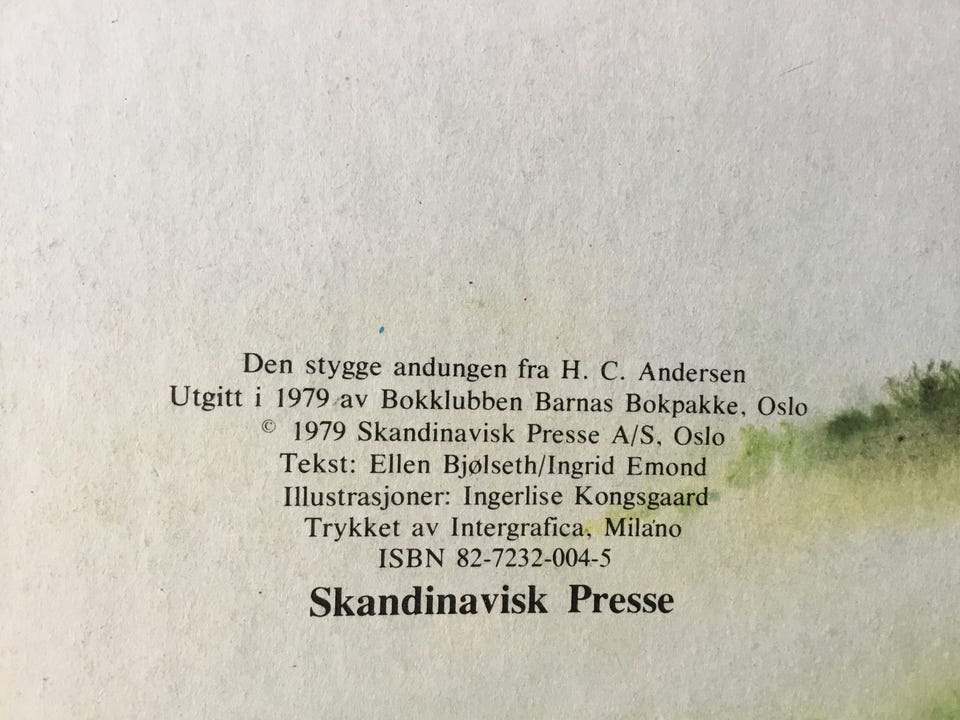 Den stygge andungen fra H. C. Andersen
Utgitt i 1979 av Bokklubben Barnas Bokpakke, Oslo
© 1979 Skandinavisk Presse A/S, Oslo
Tekst: Ellen Bjølseth/Ingrid Emond
Illustrasjoner: Ingerlise Kongsgaard
Trykket av Intergrafica, Milano
ISBN 82-7232-004-5
Skandinavisk Presse